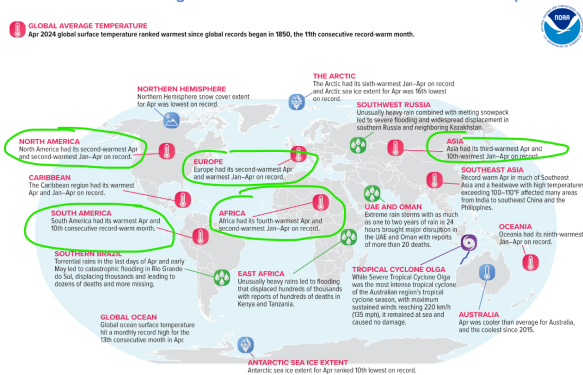 GLOBAL AVERAGE TEMPERATURE
Apr 2024 global surface temperature ranked warmest since global records began in 1850, the 11th consecutive record-warm month.
NOAA
THE ARCTIC
The Arctic had its sixth-warmest Jan–Apr on record
and the Arctic sea ice extent for Apr was 16th lowest
on record.
NORTHERN HEMISPHERE
Northern Hemisphere snow cover extent
for Apr was lowest on record.
SOUTHWEST RUSSIA
Unusually heavy rain combined with melting snowpack
led to severe flooding and widespread displacement in
southern Russia and neighboring Kazakhstan.
NORTH AMERICA
North America had its second-warmest Apr
and second-warmest Jan–Apr on record.
EUROPE
Europe had its second-warmest Apr
and warmest Jan–Apr on record.
ASIA
Asia had its third-warmest Apr and
10th-warmest Jan–Apr on record.
CARIBBEAN
The Caribbean region had its warmest
Apr and Jan–Apr on record.
SOUTHEAST ASIA
Record warm Apr in much of Southeast
Asia and a heatwave with high temperatures
exceeding 100–110°F affected many areas
from India to southeast China and the
Philippines.
SOUTH AMERICA
South America had its warmest Apr and
10th consecutive record-warm month.
AFRICA
Africa had its fourth-warmest Apr and
second-warmest Jan–Apr on record.
UAE AND OMAN
Extreme rain storms with as much
as one to two years of rain in 24
hours brought major disruption in
the UAE and Oman with reports
of more than 20 deaths.
OCEANIA
Oceania had its ninth-warmest
Jan–Apr on record.
SOUTHERN BRAZIL
Torrential rains in the last days of Apr and early
May led to catastrophic flooding in Rio Grande
do Sul, displacing thousands and leading to
dozens of deaths and more missing.
EAST AFRICA
Unusually heavy rains led to flooding
that displaced hundreds of thousands
with reports of hundreds of deaths in
Kenya and Tanzania.
TROPICAL CYCLONE OLGA
While Severe Tropical Cyclone Olga
was the most intense tropical cyclone
of the Australian region's tropical
cyclone season, with maximum
sustained winds reaching 220 km/h
(135 mph), it remained at sea and
caused no damage.
GLOBAL OCEAN
Global ocean surface temperature
hit a monthly record high for the
13th consecutive month in Apr.
AUSTRALIA
Apr was cooler than average for Australia,
and the coolest since 2015.
ANTARCTIC SEA ICE EXTENT
Antarctic sea ice extent for Apr ranked 10th lowest on record.